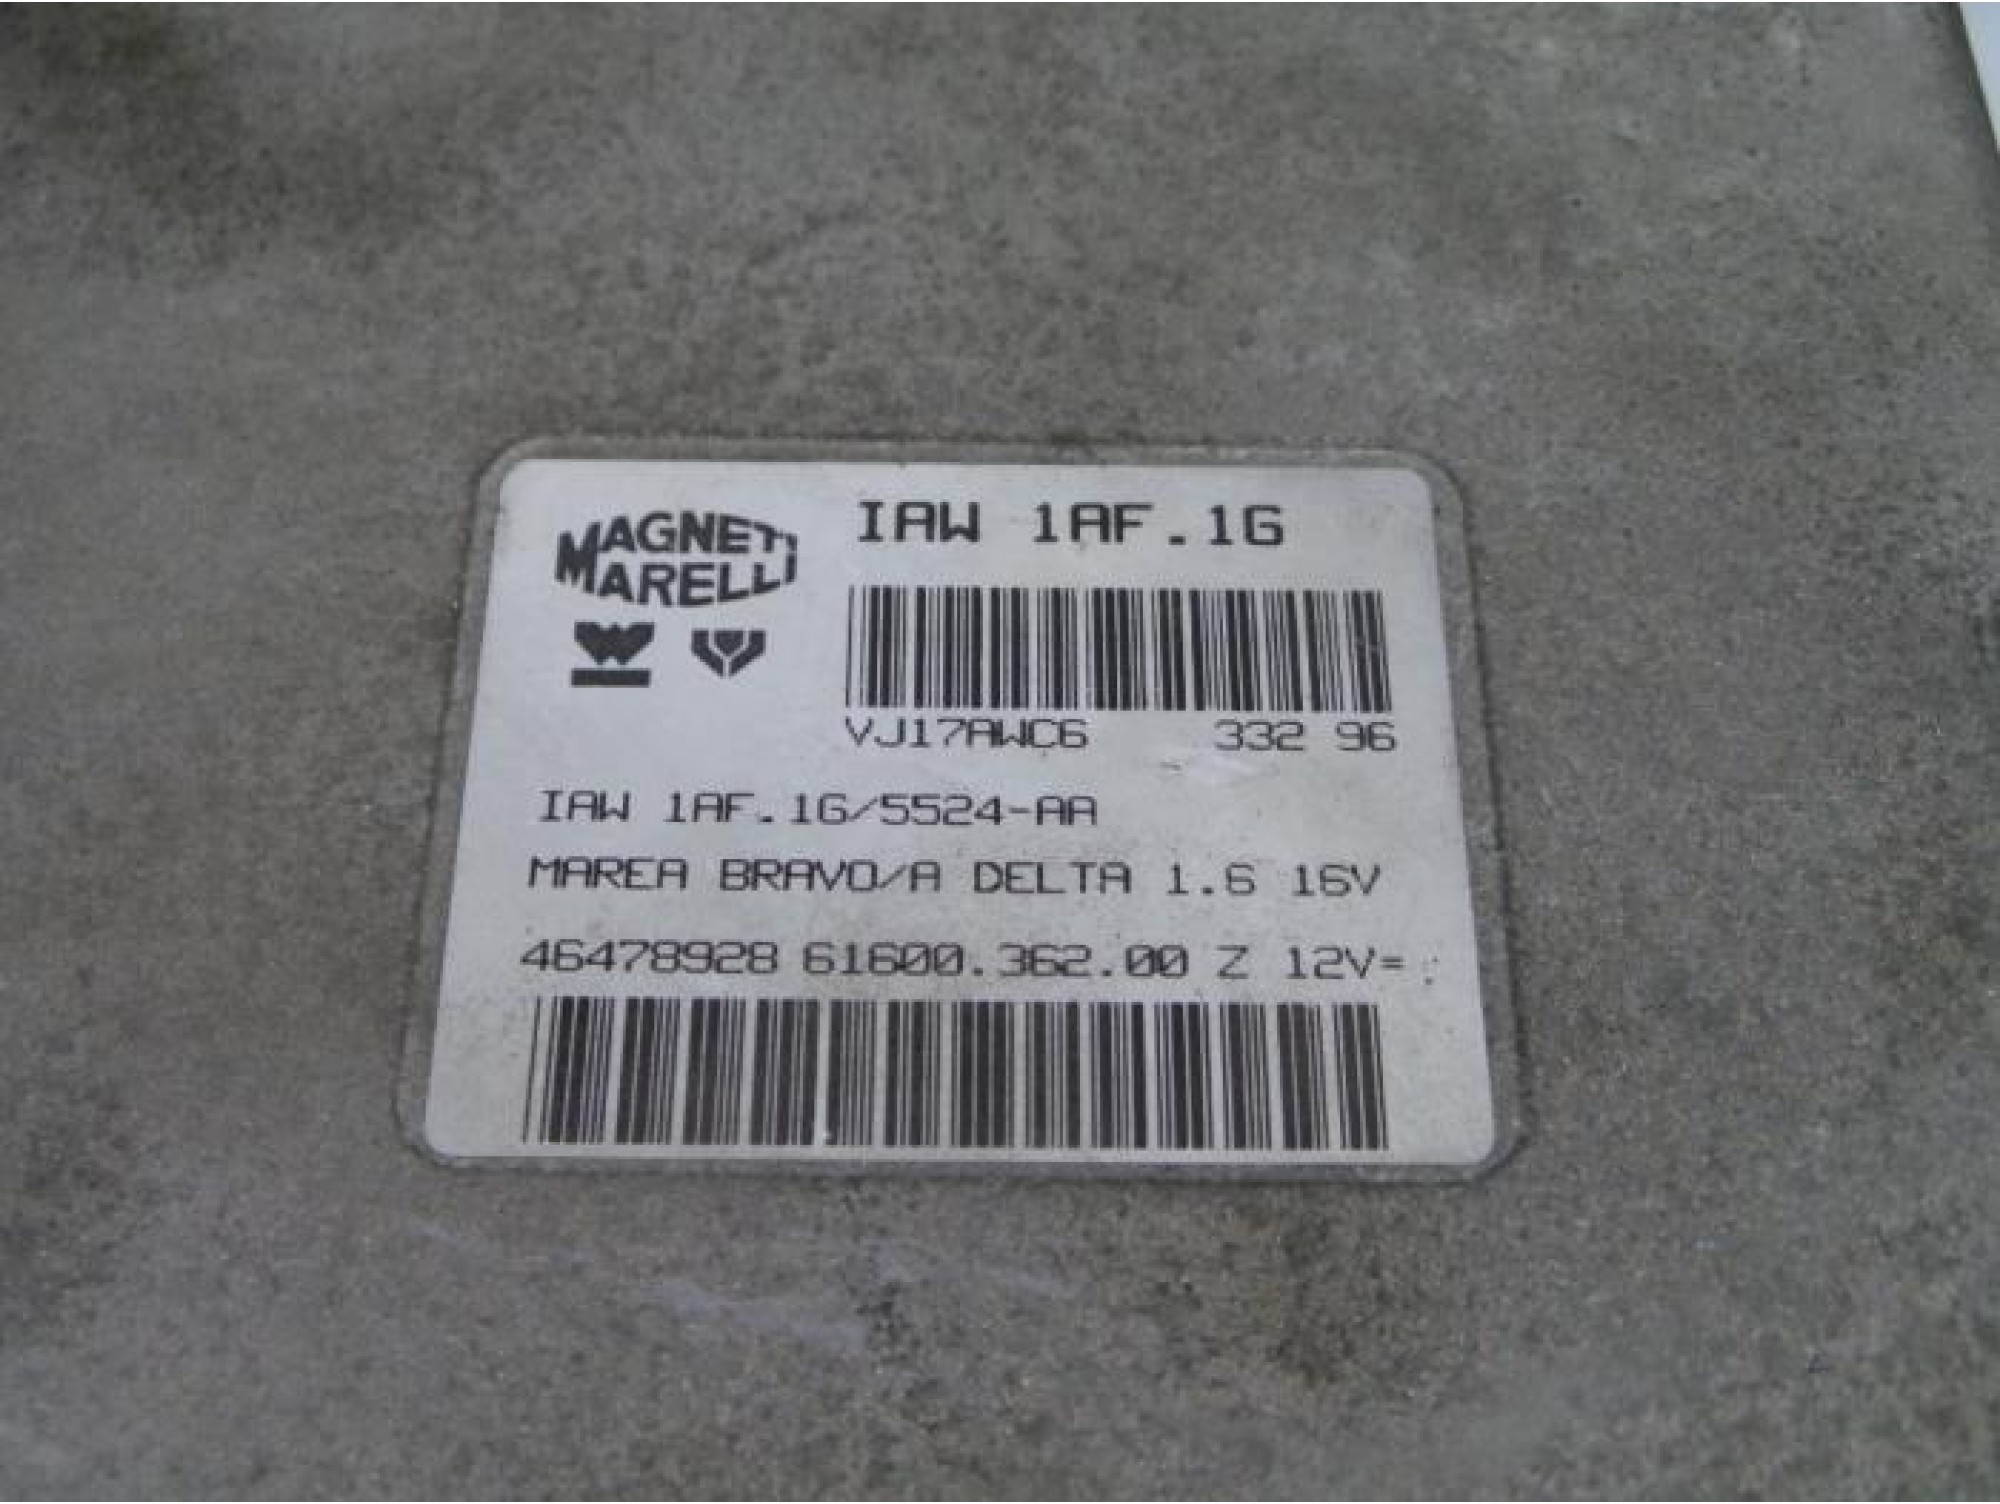 MAGNETI
MARELLI
IAW 1AF.1G
VJ17AWC6 332 96
IAW 1AF.1G/5524-AA
MAREA BRAVO/A DELTA 1.6 16V
46478928 61600.362.00 Z 12V=